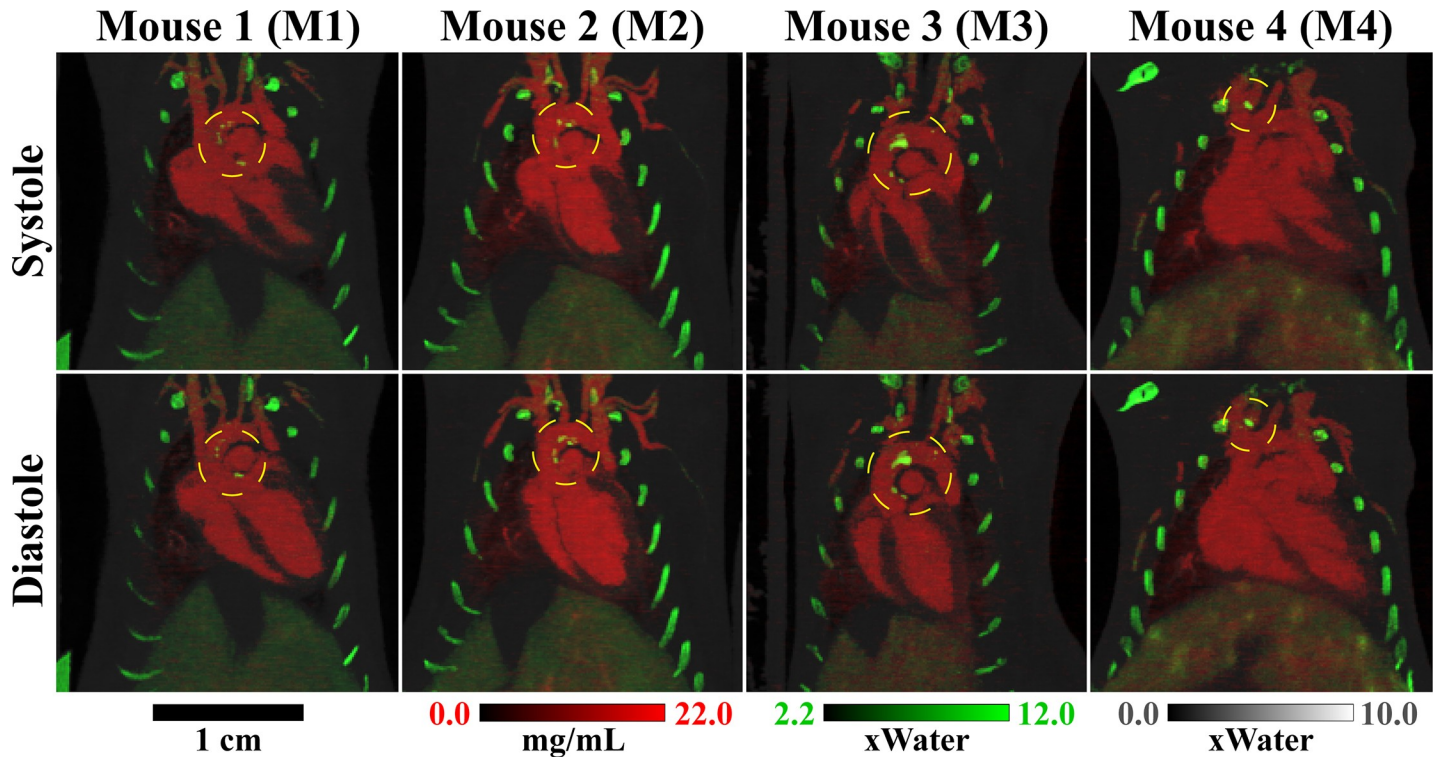 Mouse 1 (M1) Mouse 2 (M2) Mouse 3 (M3) Mouse 4 (M4)
Systole
Diastole
0.0 22.0 2.2 12.0 0.0 10.0
1 cm mg/mL xWater xWater